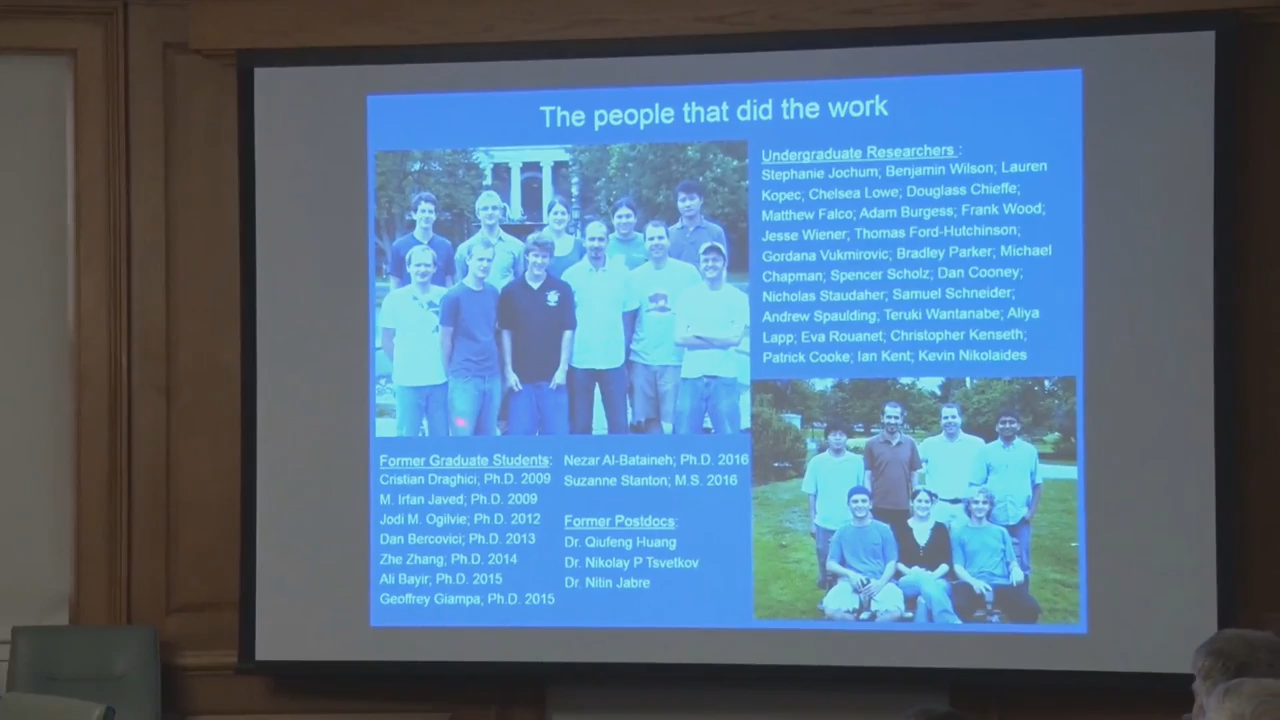 The people that did the work
Undergraduate Researchers :
Stephanie Jochum; Benjamin Wilson; Lauren
Kopec; Chelsea Lowe; Douglass Chieffe;
Matthew Falco; Adam Burgess; Frank Wood;
Jesse Wiener; Thomas Ford-Hutchinson;
Gordana Vukmirovic; Bradley Parker; Michael
Chapman; Spencer Scholz; Dan Cooney;
Nicholas Staudaher; Samuel Schneider;
Andrew Spaulding; Teruki Wantanabe; Aliya
Lapp; Eva Rouanet; Christopher Kenseth;
Patrick Cooke; Ian Kent; Kevin Nikolaides
Former Graduate Students:
Cristian Draghici; Ph.D. 2009
M. Irfan Javed; Ph.D. 2009
Jodi M. Ogilvie; Ph.D. 2012
Dan Bercovici; Ph.D. 2013
Zhe Zhang; Ph.D. 2014
Ali Bayir; Ph.D. 2015
Geoffrey Giampa; Ph.D. 2015
Nezar Al-Bataineh; Ph.D. 2016
Suzanne Stanton; M.S. 2016
Former Postdocs:
Dr. Qiufeng Huang
Dr. Nikolay P Tsvetkov
Dr. Nitin Jabre